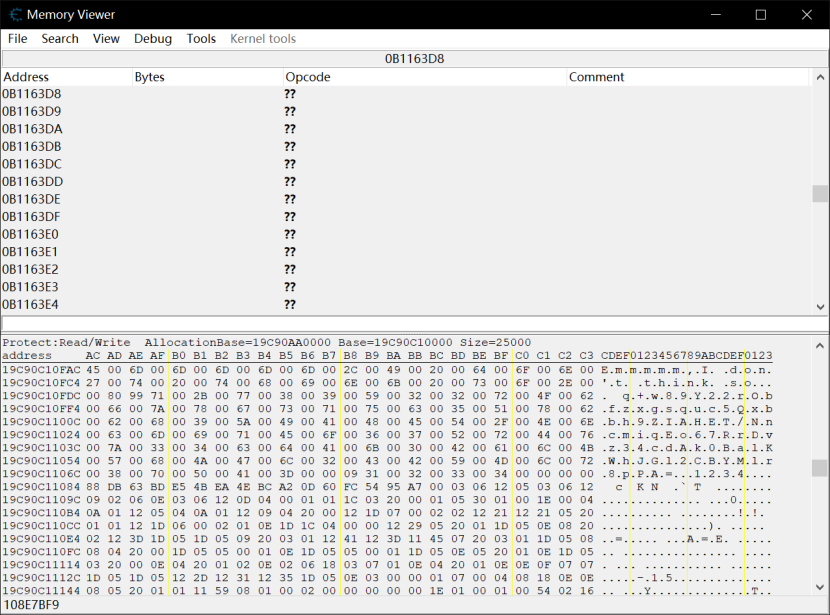 Memory Viewer
File Search View Debug Tools Kernel tools
0B1163D8
Address Bytes Opcode Comment
0B1163D8 ??
0B1163D9 ??
0B1163DA ??
0B1163DB ??
0B1163DC ??
0B1163DD ??
0B1163DE ??
0B1163DF ??
0B1163E0 ??
0B1163E1 ??
0B1163E2 ??
0B1163E3 ??
0B1163E4 ??
Protect:Read/Write AllocationBase=19C90AA0000 Base=19C90C10000 Size=25000
address AC AD AE AF B0 B1 B2 B3 B4 B5 B6 B7 B8 B9 BA BB BC BD BE BF C0 C1 C2 C3 CDEF0123456789ABCDEF0123
19C90C10FAC 45 00 6D 00 6D 00 6D 00 6D 00 6D 00 2C 00 49 00 20 00 64 00 6F 00 6E 00 E.m.m.m.m.m.,.I. .d.o.n.
19C90C10FC4 27 00 74 00 20 00 74 00 68 00 69 00 6E 00 6B 00 20 00 73 00 6F 00 2E 00 '.t. .t.h.i.n.k. .s.o...
19C90C10FDC 00 80 99 71 00 2B 00 77 00 38 00 39 00 59 00 32 00 32 00 72 00 4F 00 62 . q.+.w.8.9.Y.2.2.r.O.b
19C90C10FF4 00 66 00 7A 00 78 00 67 00 73 00 71 00 75 00 63 00 35 00 51 00 78 00 62 .f.z.x.g.s.q.u.c.5.Q.x.b
19C90C1100C 00 62 00 68 00 39 00 5A 00 49 00 41 00 48 00 45 00 54 00 2F 00 4E 00 6E .b.h.9.Z.I.A.H.E.T./.N.n
19C90C11024 00 63 00 6D 00 69 00 71 00 45 00 6F 00 36 00 37 00 52 00 72 00 44 00 76 .c.m.i.q.E.o.6.7.R.r.D.v
19C90C1103C 00 7A 00 33 00 34 00 63 00 64 00 41 00 6B 00 30 00 42 00 61 00 6C 00 4B .z.3.4.c.d.A.k.0.B.a.l.K
19C90C11054 00 57 00 68 00 4A 00 47 00 6C 00 32 00 43 00 42 00 59 00 4D 00 6C 00 72 .W.h.J.G.l.2.C.B.Y.M.l.r
19C90C1106C 00 38 00 70 00 50 00 41 00 3D 00 00 09 31 00 32 00 33 00 34 00 00 00 00 .8.p.P.A.=...1.2.3.4....
19C90C11084 88 DB 63 BD E5 4B EA 4E BC A2 0D 60 FC 54 95 A7 00 03 06 12 05 03 06 12 c K N .` T .......
19C90C1109C 09 02 06 0E 03 06 12 0D 04 00 01 01 1C 03 20 00 01 05 30 01 00 1E 00 04 .............. ...0.....
19C90C110B4 0A 01 12 05 04 0A 01 12 09 04 20 00 12 1D 07 00 02 02 12 21 12 21 05 20 .......... ........!.!.
19C90C110CC 01 01 12 1D 06 00 02 01 0E 1D 1C 04 00 00 12 29 05 20 01 1D 05 0E 08 20 ...............). .....
19C90C110E4 02 12 3D 1D 05 1D 05 09 20 03 01 12 41 12 3D 11 45 07 20 03 01 1D 05 08 ..=..... ...A.=.E. .....
19C90C110FC 08 04 20 00 1D 05 05 00 01 0E 1D 05 05 00 01 1D 05 0E 05 20 01 0E 1D 05 .. ................ ....
19C90C11114 03 20 00 0E 04 20 01 0E 02 0E 02 06 18 03 07 01 0E 04 20 01 0E 0E 0F 07 07
19C90C1112C 1D 05 1D 05 12 2D 12 31 12 35 1D 05 0E 03 00 00 01 07 00 04 08 18 0E 0E .....-.1.5..............
19C90C11144 08 05 20 01 01 11 59 08 01 00 02 00 00 00 00 00 1E 01 00 01 00 54 02 16 .. ...Y..............T..
108E7BF9